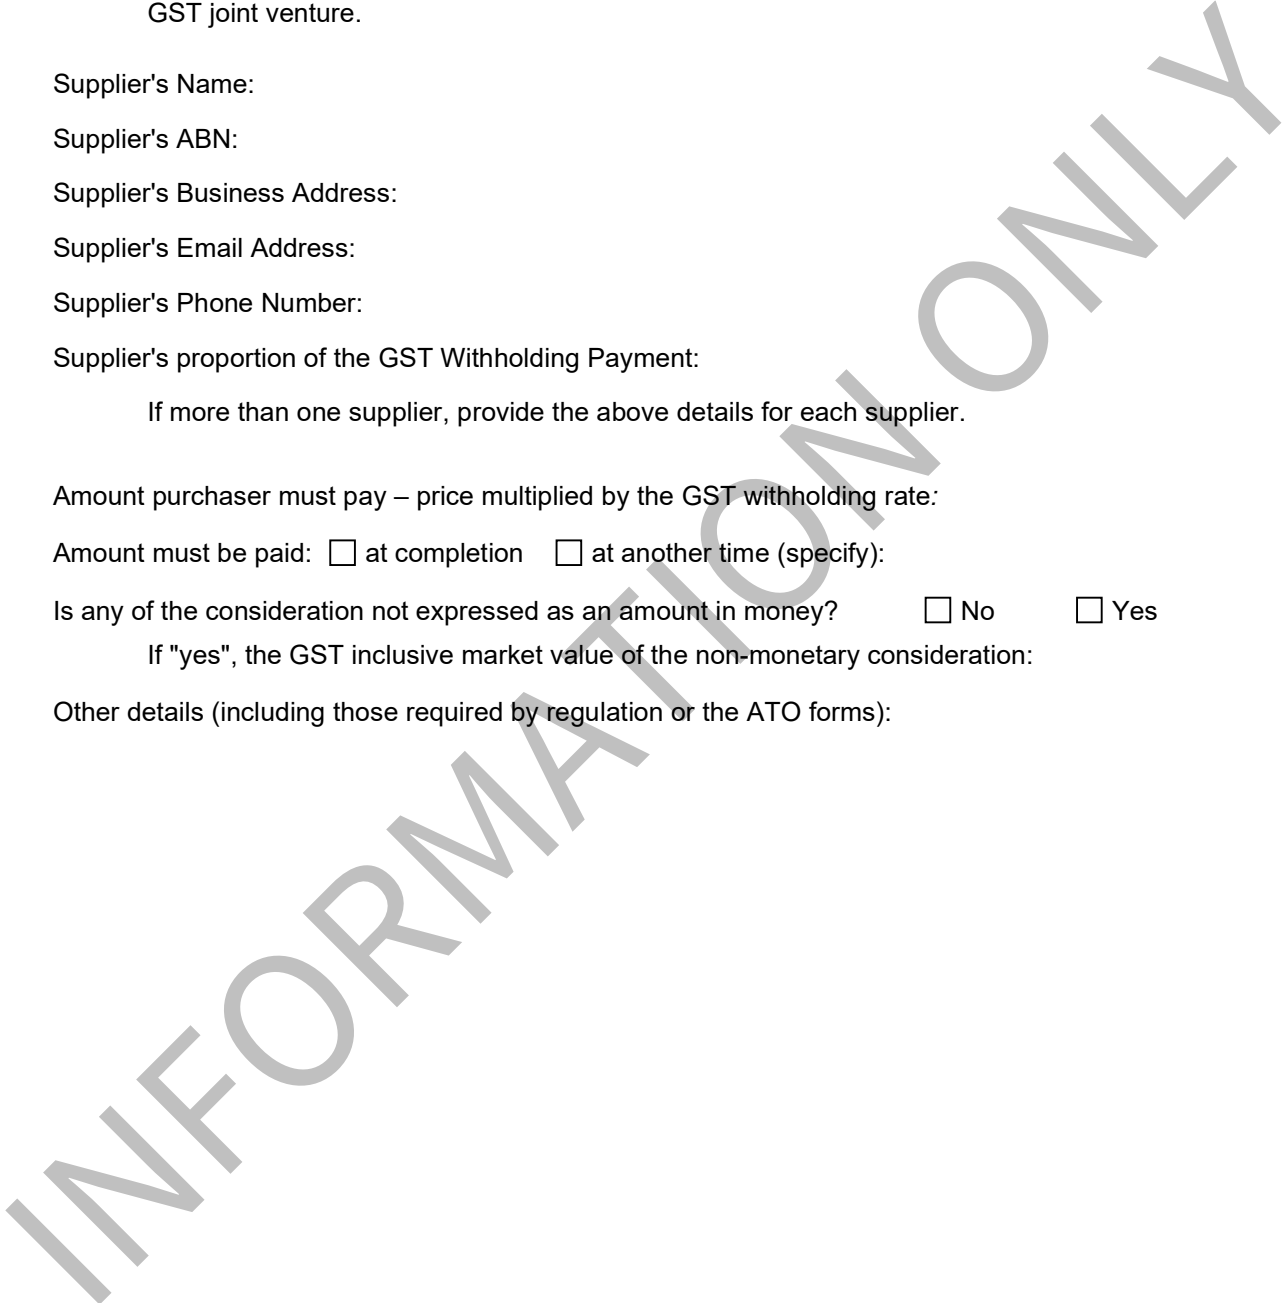 GST joint venture.
Supplier's Name:
Supplier's ABN:
Supplier's Business Address:
Supplier's Email Address:
Supplier's Phone Number:
Supplier's proportion of the GST Withholding Payment:
If more than one supplier, provide the above details for each supplier.
Amount purchaser must pay – price multiplied by the GST withholding rate:
Amount must be paid: ☐ at completion ☐ at another time (specify):
Is any of the consideration not expressed as an amount in money? ☐ No ☐ Yes
If "yes", the GST inclusive market value of the non-monetary consideration:
Other details (including those required by regulation or the ATO forms):
INFORMATION ONLY